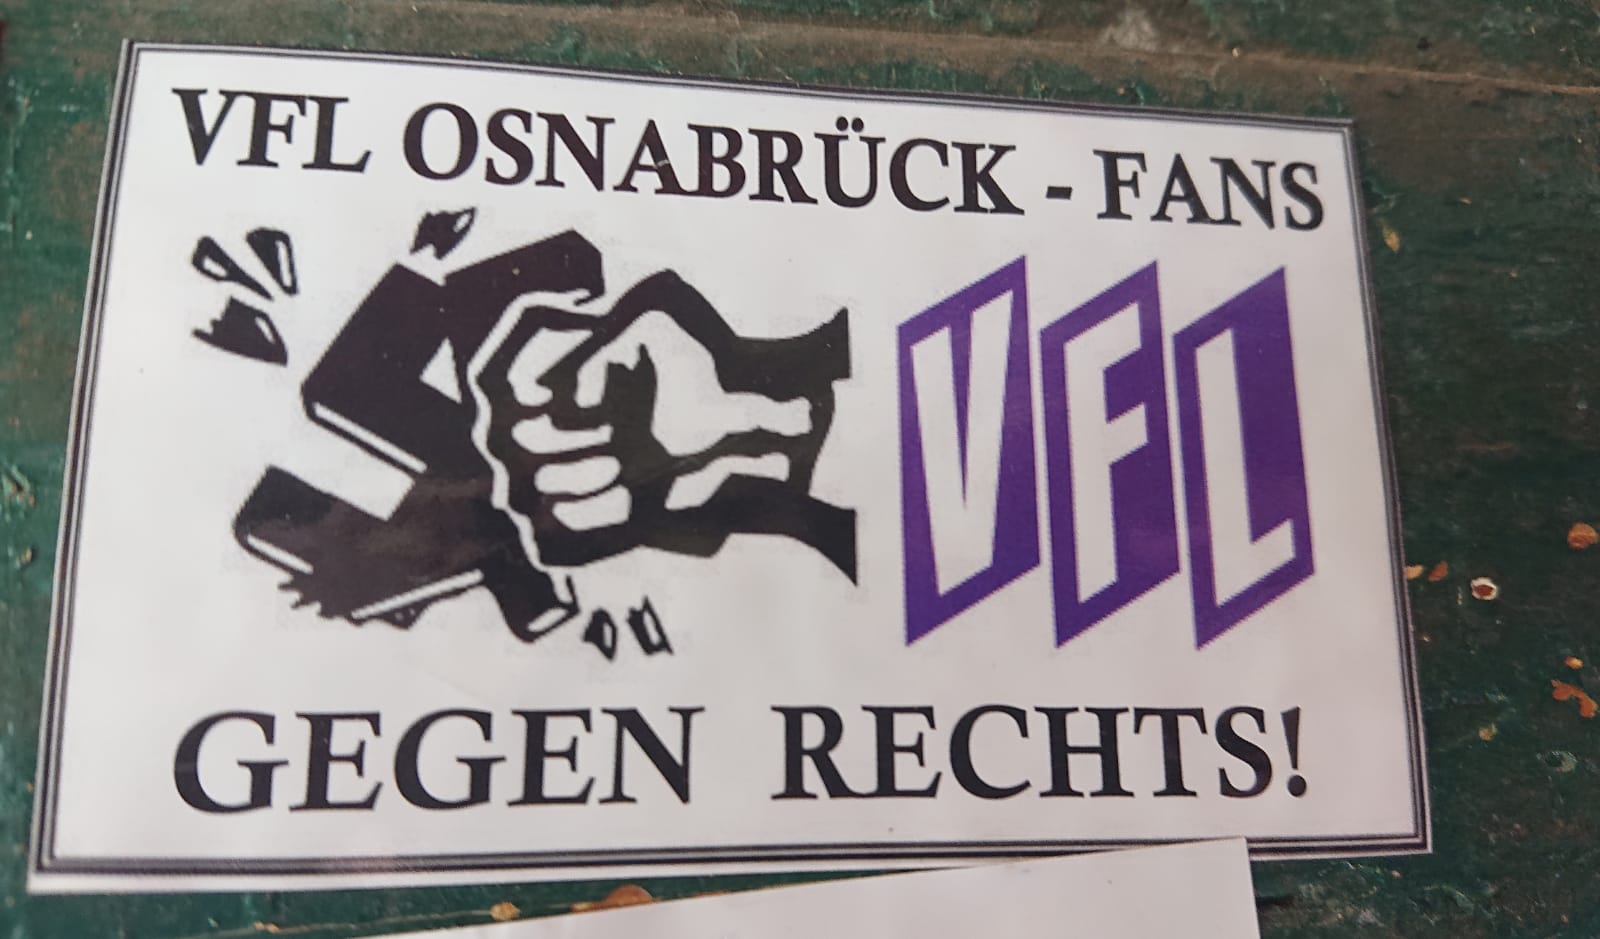 VFL OSNABRÜCK - FANS
VFL
GEGEN RECHTS!